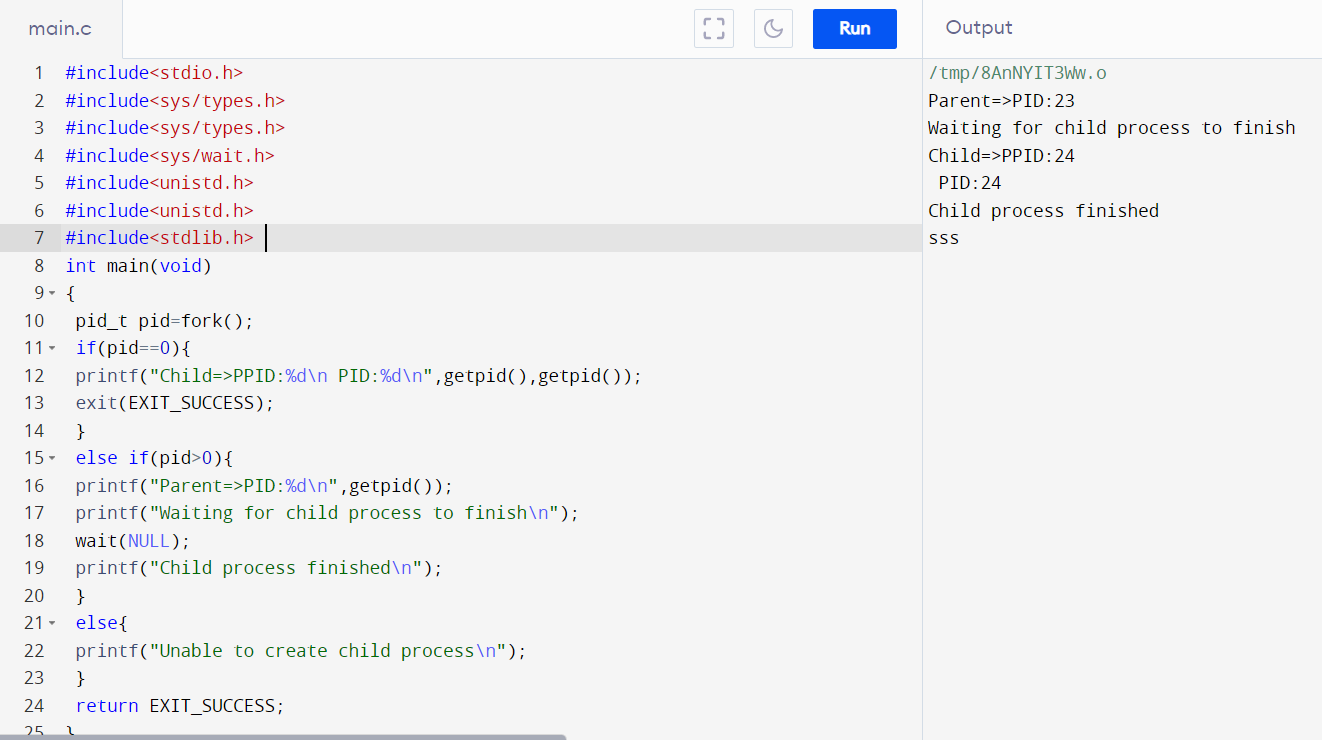 main.c
Run
Output
1 #include<stdio.h>
2 #include<sys/types.h>
3 #include<sys/types.h>
4 #include<sys/wait.h>
5 #include<unistd.h>
6 #include<unistd.h>
7 #include<stdlib.h>
8 int main(void)
9 {
10 pid_t pid=fork();
11 if(pid==0){
12 printf("Child=>PPID:%d\n PID:%d\n",getpid(),getpid());
13 exit(EXIT_SUCCESS);
14 }
15 else if(pid>0){
16 printf("Parent=>PID:%d\n",getpid());
17 printf("Waiting for child process to finish\n");
18 wait(NULL);
19 printf("Child process finished\n");
20 }
21 else{
22 printf("Unable to create child process\n");
23 }
24 return EXIT_SUCCESS;
25 }
/tmp/8AnNYIT3Ww.o
Parent=>PID:23
Waiting for child process to finish
Child=>PPID:24
PID:24
Child process finished
sss